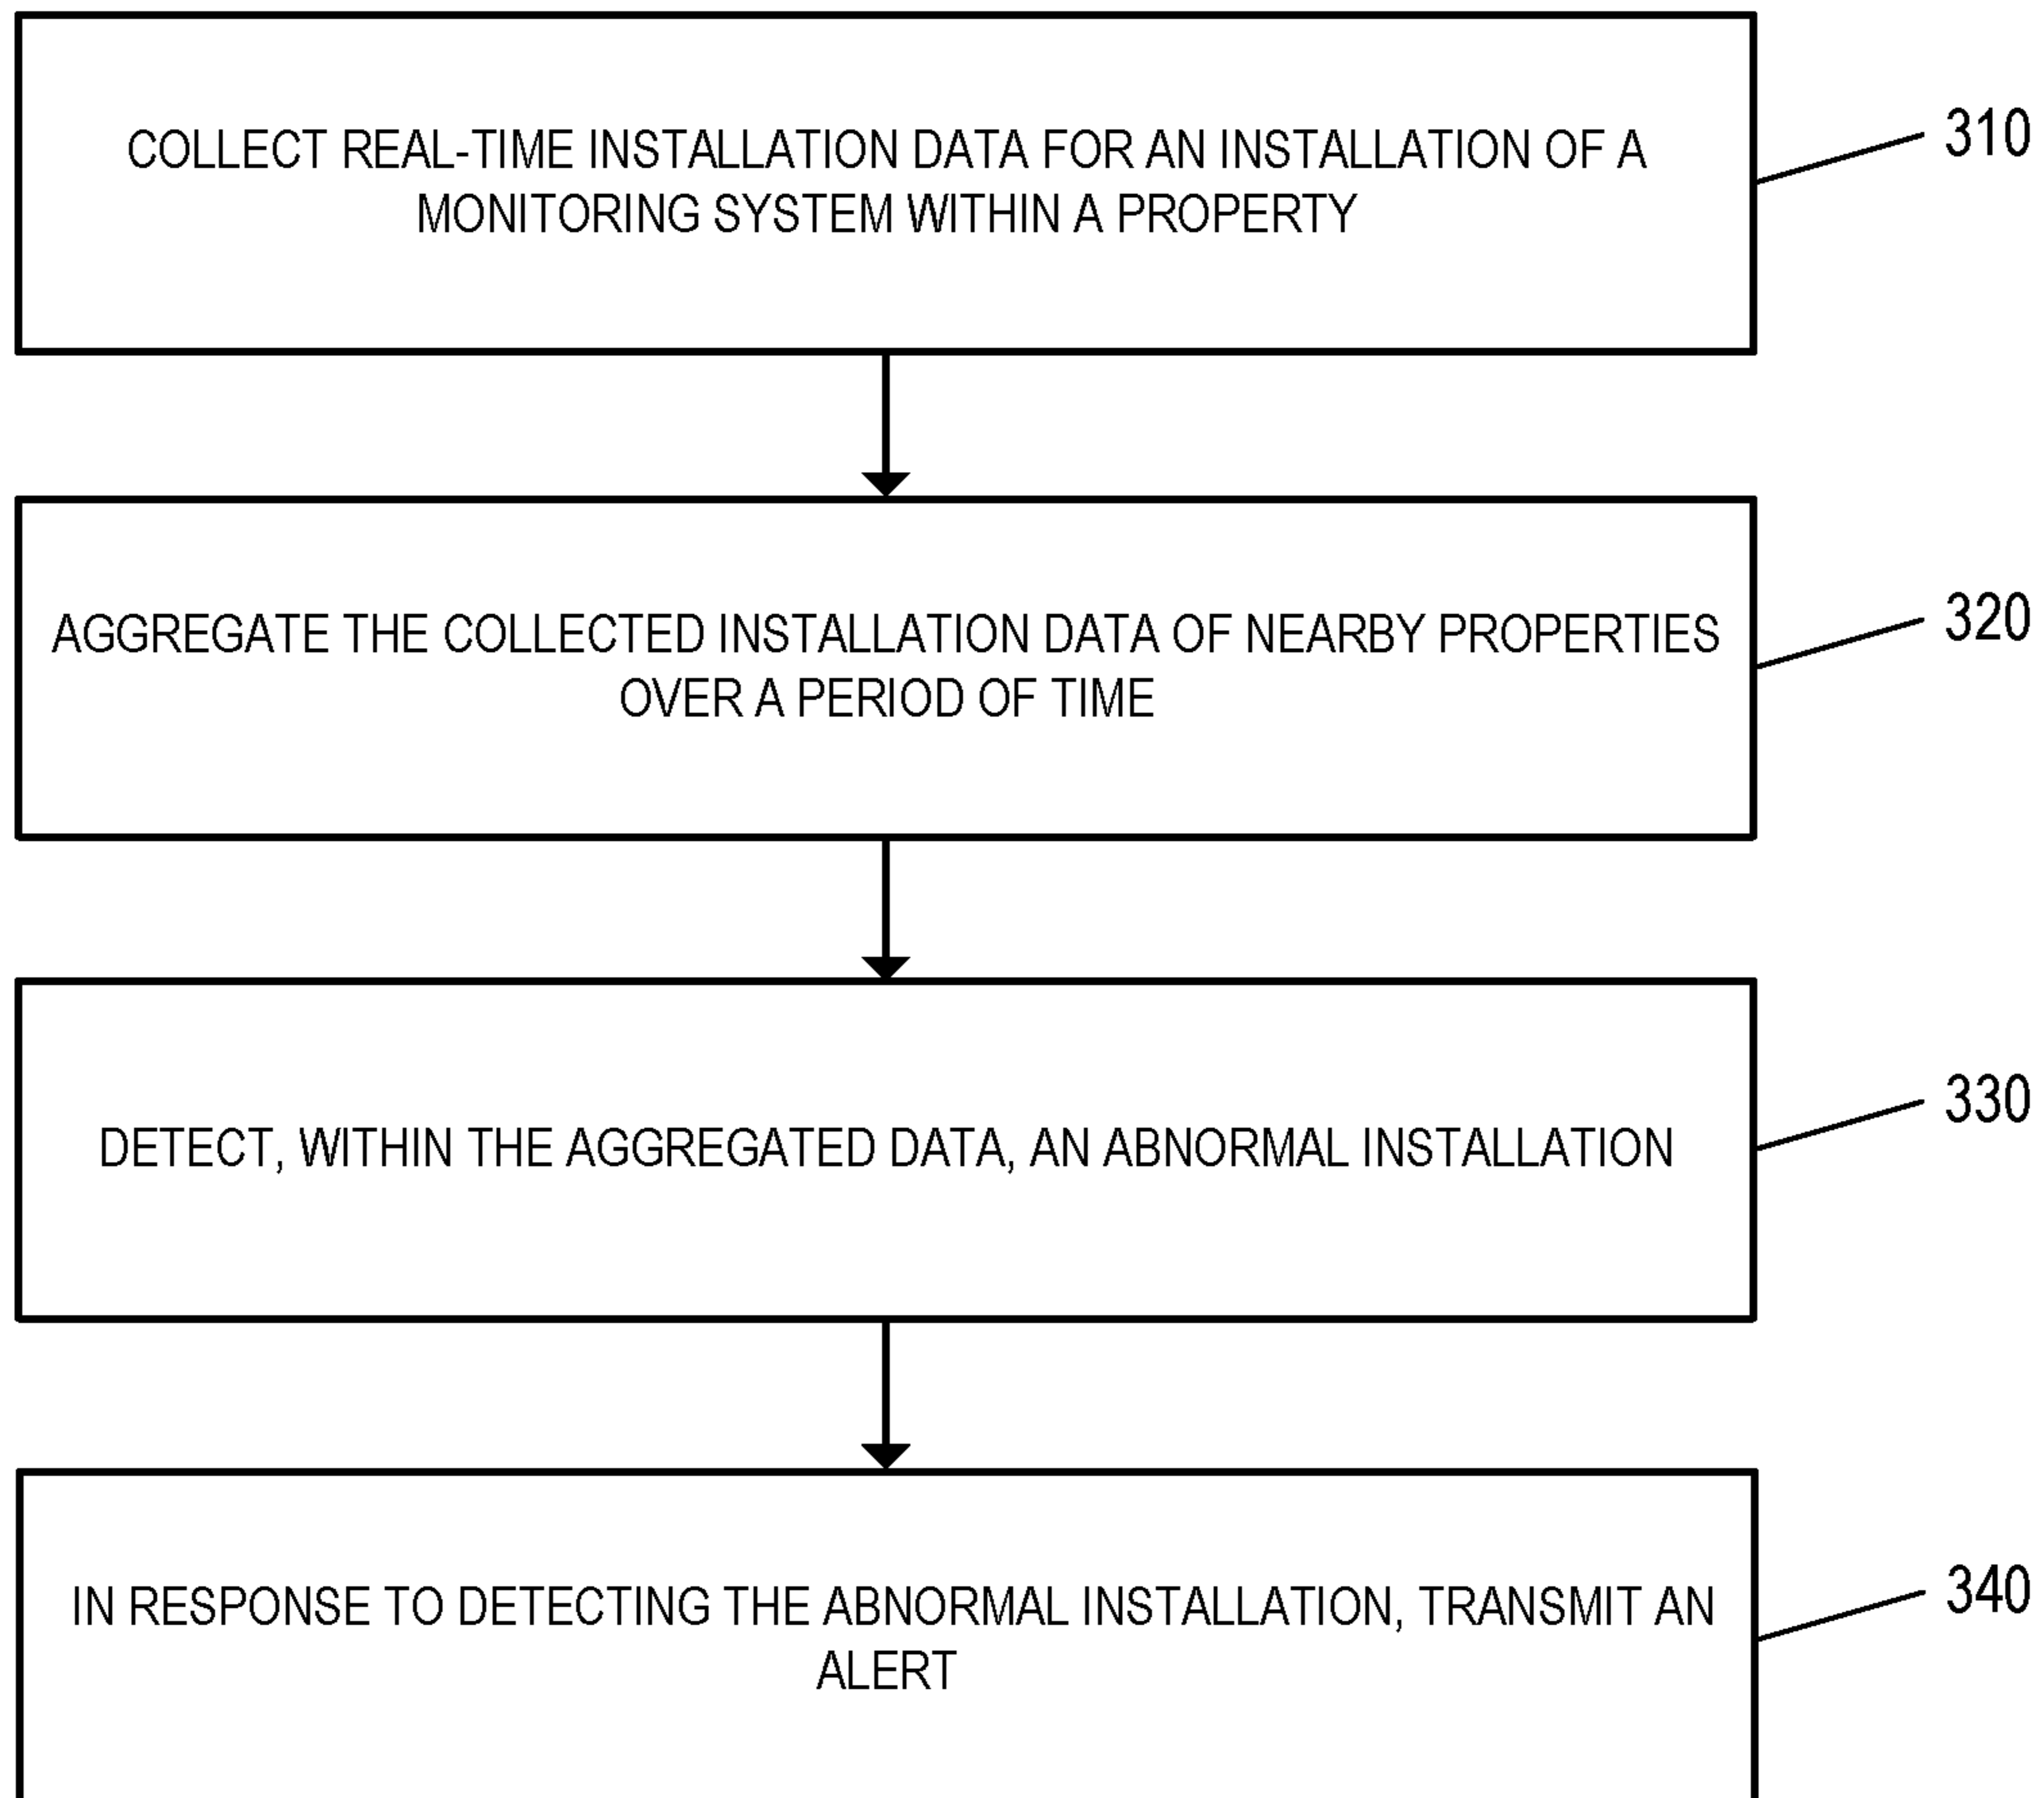 COLLECT REAL-TIME INSTALLATION DATA FOR AN INSTALLATION OF A
MONITORING SYSTEM WITHIN A PROPERTY
310
AGGREGATE THE COLLECTED INSTALLATION DATA OF NEARBY PROPERTIES
OVER A PERIOD OF TIME
320
DETECT, WITHIN THE AGGREGATED DATA, AN ABNORMAL INSTALLATION
330
IN RESPONSE TO DETECTING THE ABNORMAL INSTALLATION, TRANSMIT AN
ALERT
340